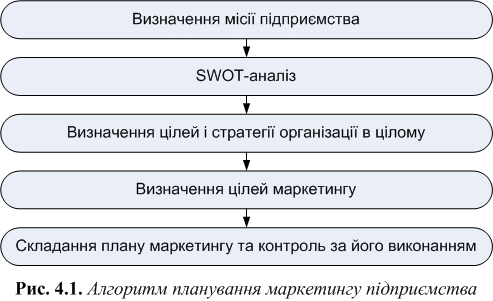 Визначення місії підприємства
SWOT-аналіз
Визначення цілей і стратегії організації в цілому
Визначення цілей маркетингу
Складання плану маркетингу та контроль за його виконанням
Рис. 4.1. Алгоритм планування маркетингу підприємства